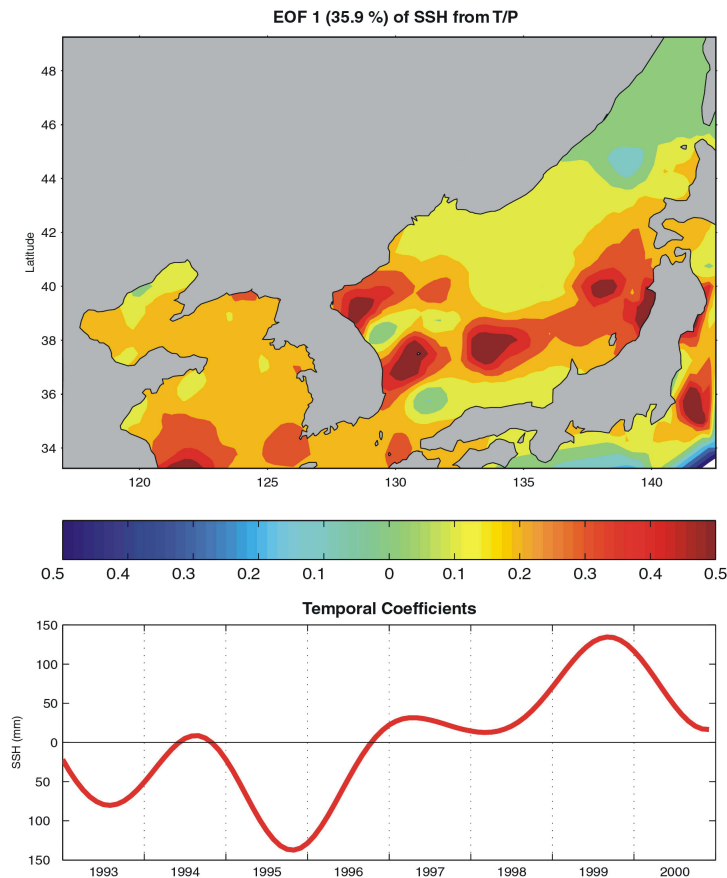 EOF 1 (35.9 %) of SSH from T/P
48
46
44
42
40
38
36
34
Latitude
120 125 130 135 140
0.5 0.4 0.3 0.2 0.1 0 0.1 0.2 0.3 0.4 0.5
Temporal Coefficients
150
100
50
0
50
100
150
SSH (mm)
1993 1994 1995 1996 1997 1998 1999 2000